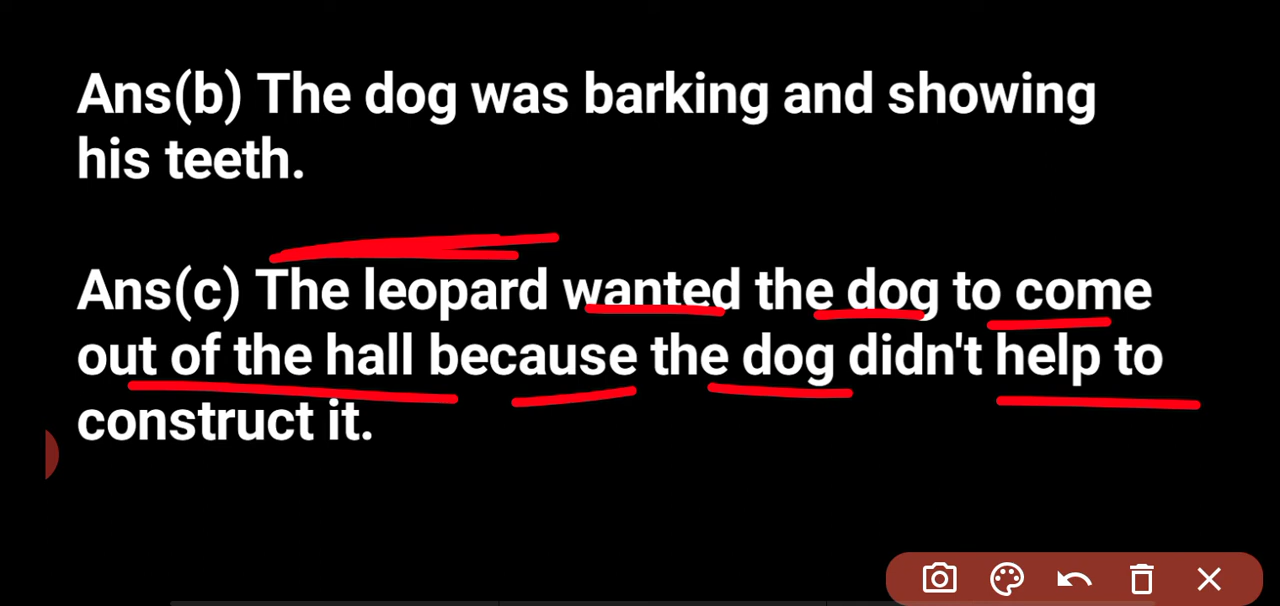 Ans(b) The dog was barking and showing
his teeth.
Ans(c) The leopard wanted the dog to come
out of the hall because the dog didn't help to
construct it.